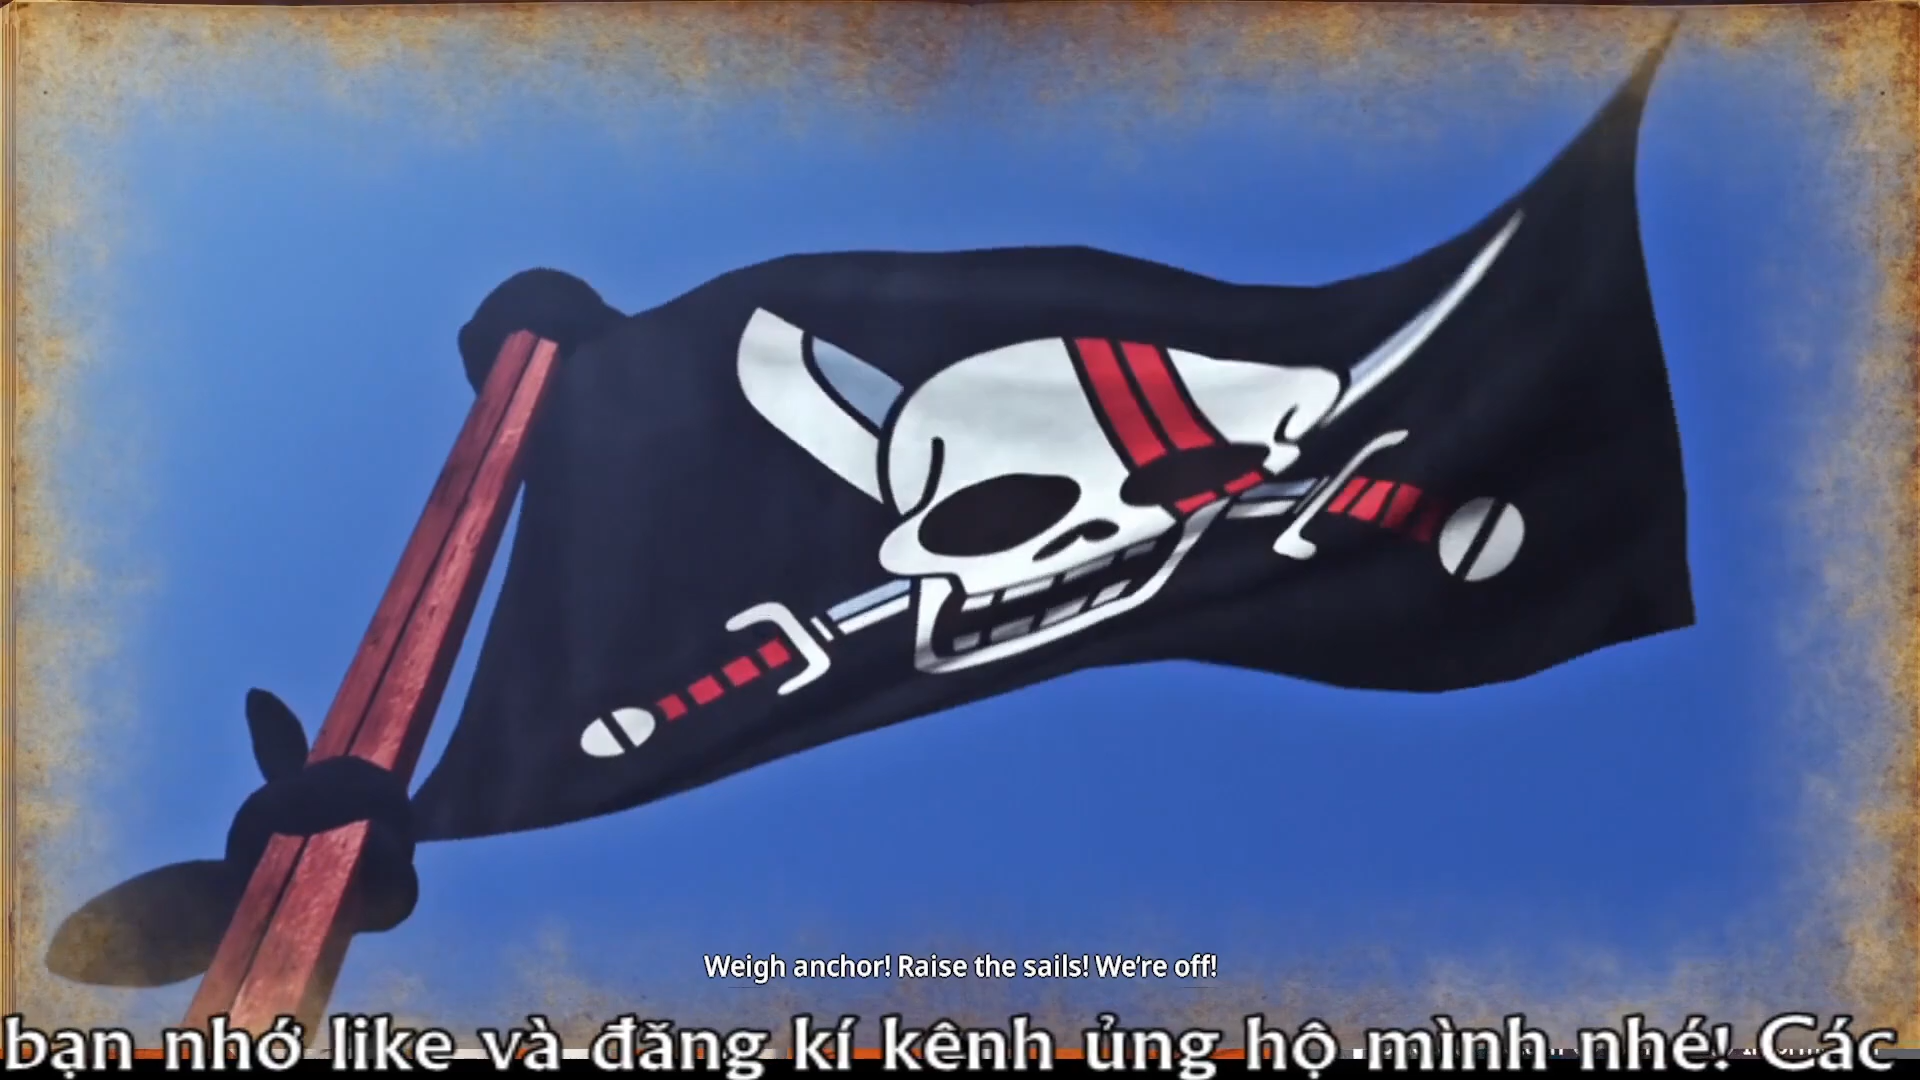 Weigh anchor! Raise the sails! We're off!
bạn nhớ like và đăng kí kênh ủng hộ mình nhé! Các